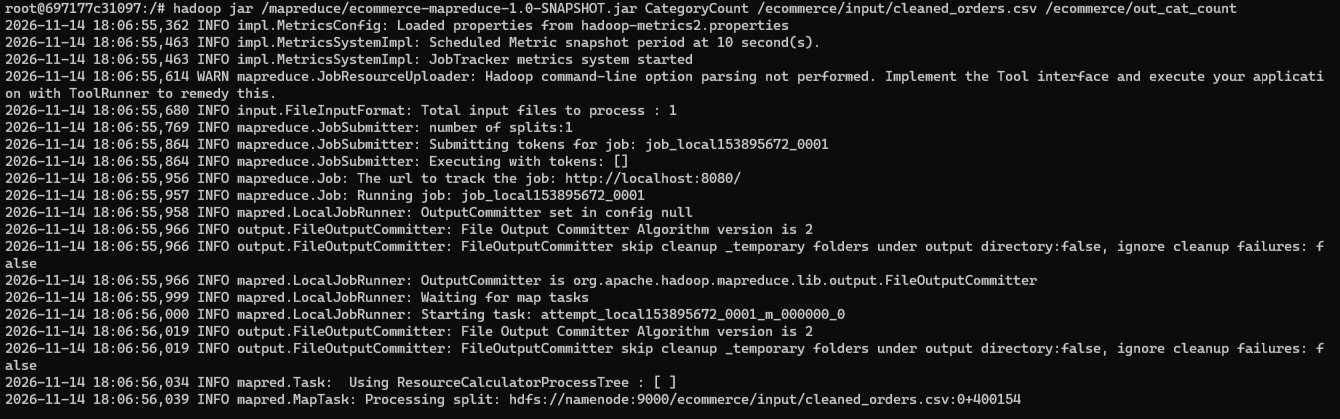 root@697177c31097:/# hadoop jar /mapreduce/ecommerce-mapreduce-1.0-SNAPSHOT.jar CategoryCount /ecommerce/input/cleaned_orders.csv /ecommerce/out_cat_count
2026-11-14 18:06:55,362 INFO impl.MetricsConfig: Loaded properties from hadoop-metrics2.properties
2026-11-14 18:06:55,463 INFO impl.MetricsSystemImpl: Scheduled Metric snapshot period at 10 second(s).
2026-11-14 18:06:55,463 INFO impl.MetricsSystemImpl: JobTracker metrics system started
2026-11-14 18:06:55,614 WARN mapreduce.JobResourceUploader: Hadoop command-line option parsing not performed. Implement the Tool interface and execute your applicati
on with ToolRunner to remedy this.
2026-11-14 18:06:55,680 INFO input.FileInputFormat: Total input files to process : 1
2026-11-14 18:06:55,769 INFO mapreduce.JobSubmitter: number of splits:1
2026-11-14 18:06:55,864 INFO mapreduce.JobSubmitter: Submitting tokens for job: job_local153895672_0001
2026-11-14 18:06:55,864 INFO mapreduce.JobSubmitter: Executing with tokens: []
2026-11-14 18:06:55,956 INFO mapreduce.Job: The url to track the job: http://localhost:8080/
2026-11-14 18:06:55,957 INFO mapreduce.Job: Running job: job_local153895672_0001
2026-11-14 18:06:55,958 INFO mapred.LocalJobRunner: OutputCommitter set in config null
2026-11-14 18:06:55,966 INFO output.FileOutputCommitter: File Output Committer Algorithm version is 2
2026-11-14 18:06:55,966 INFO output.FileOutputCommitter: FileOutputCommitter skip cleanup _temporary folders under output directory:false, ignore cleanup failures: f
alse
2026-11-14 18:06:55,966 INFO mapred.LocalJobRunner: OutputCommitter is org.apache.hadoop.mapreduce.lib.output.FileOutputCommitter
2026-11-14 18:06:55,999 INFO mapred.LocalJobRunner: Waiting for map tasks
2026-11-14 18:06:56,000 INFO mapred.LocalJobRunner: Starting task: attempt_local153895672_0001_m_000000_0
2026-11-14 18:06:56,019 INFO output.FileOutputCommitter: File Output Committer Algorithm version is 2
2026-11-14 18:06:56,019 INFO output.FileOutputCommitter: FileOutputCommitter skip cleanup _temporary folders under output directory:false, ignore cleanup failures: f
alse
2026-11-14 18:06:56,034 INFO mapred.Task:  Using ResourceCalculatorProcessTree : [ ]
2026-11-14 18:06:56,039 INFO mapred.MapTask: Processing split: hdfs://namenode:9000/ecommerce/input/cleaned_orders.csv:0+400154